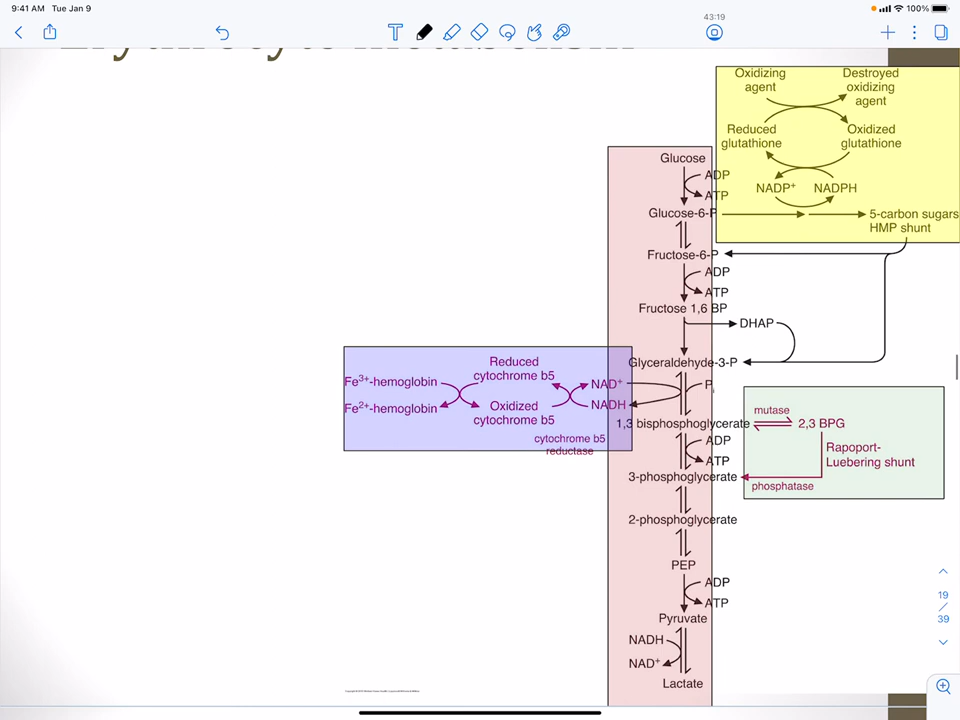 9:41 AM Tue Jan 9
100%
43:19
Erythrocyte metabolism
Oxidizing
agent
Destroyed
oxidizing
agent
Reduced
glutathione
Oxidized
glutathione
NADP⁺
NADPH
5-carbon sugars
HMP shunt
Glucose
ADP
ATP
Glucose-6-P
Fructose-6-P
ADP
ATP
Fructose 1,6 BP
DHAP
Glyceraldehyde-3-P
Fe³⁺-hemoglobin
Reduced
cytochrome b5
NAD⁺
Pᵢ
Fe²⁺-hemoglobin
Oxidized
cytochrome b5
NADH
cytochrome b5
reductase
1,3 bisphosphoglycerate
mutase
2,3 BPG
Rapoport-
Luebering shunt
phosphatase
ADP
ATP
3-phosphoglycerate
2-phosphoglycerate
PEP
ADP
ATP
Pyruvate
NADH
NAD⁺
Lactate
19
/
39